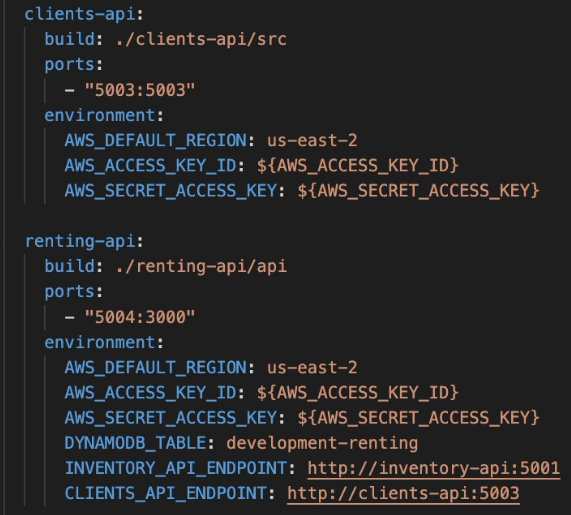 clients-api:
  build: ./clients-api/src
  ports:
    - "5003:5003"
  environment:
    AWS_DEFAULT_REGION: us-east-2
    AWS_ACCESS_KEY_ID: ${AWS_ACCESS_KEY_ID}
    AWS_SECRET_ACCESS_KEY: ${AWS_SECRET_ACCESS_KEY}

renting-api:
  build: ./renting-api/api
  ports:
    - "5004:3000"
  environment:
    AWS_DEFAULT_REGION: us-east-2
    AWS_ACCESS_KEY_ID: ${AWS_ACCESS_KEY_ID}
    AWS_SECRET_ACCESS_KEY: ${AWS_SECRET_ACCESS_KEY}
    DYNAMODB_TABLE: development-renting
    INVENTORY_API_ENDPOINT: http://inventory-api:5001
    CLIENTS_API_ENDPOINT: http://clients-api:5003